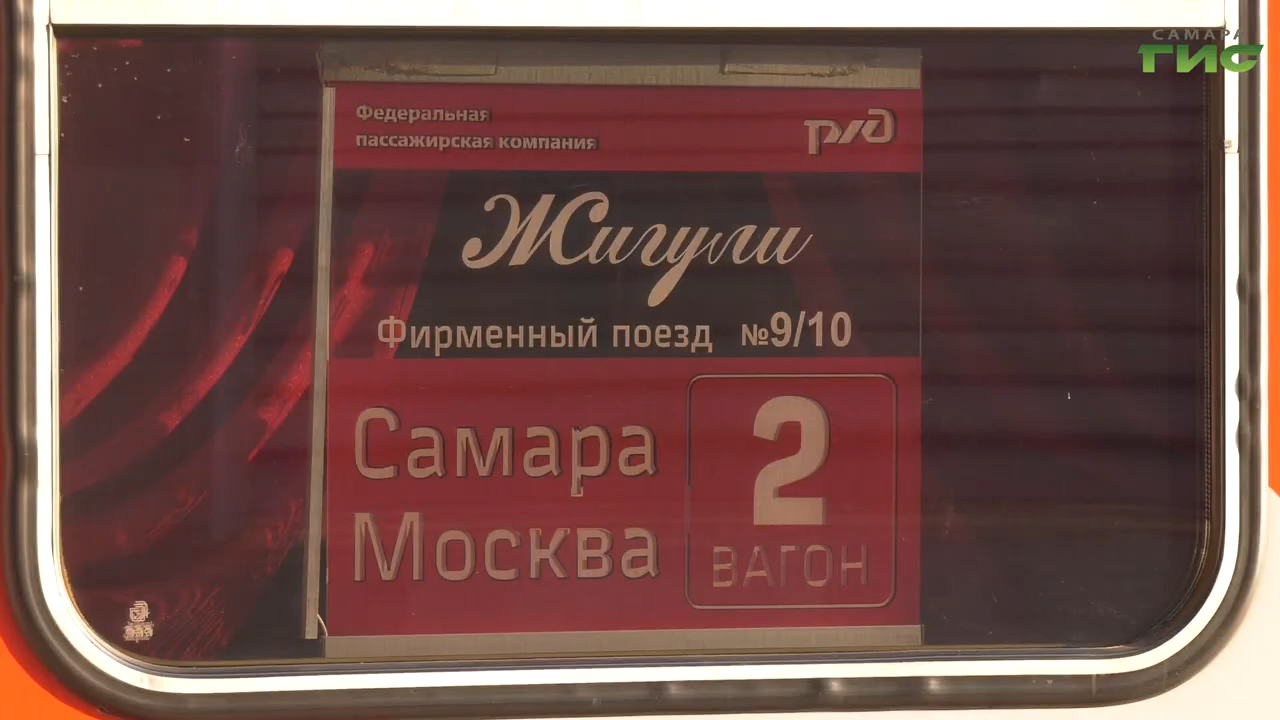 САМАРА
ГИС
Федеральная
пассажирская компания
ржд
Жигули
Фирменный поезд №9/10
Самара
Москва
2
ВАГОН